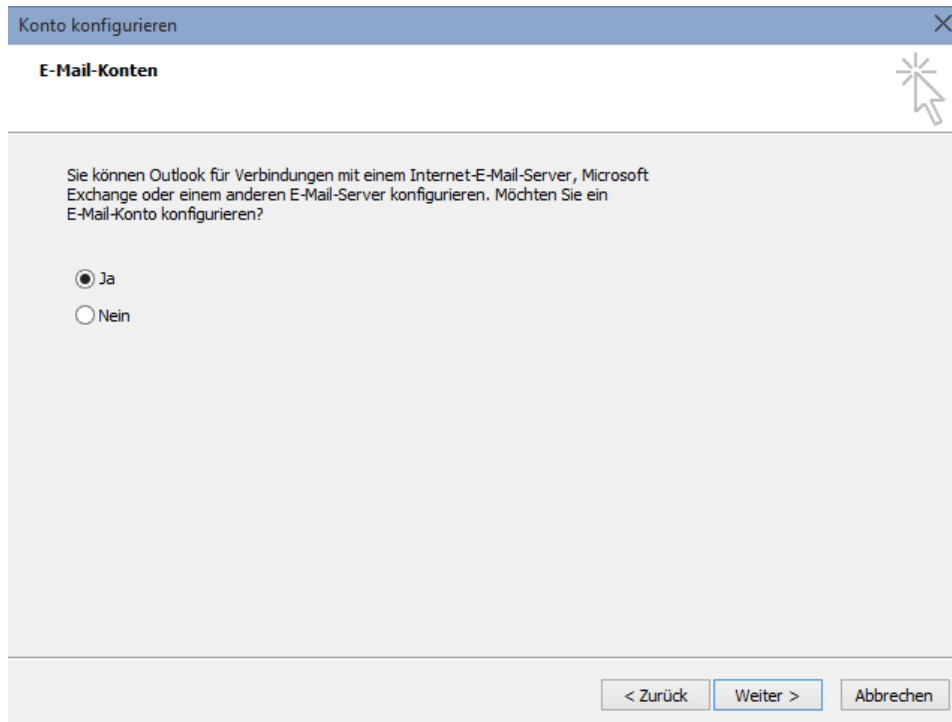 Konto konfigurieren
E-Mail-Konten
Sie können Outlook für Verbindungen mit einem Internet-E-Mail-Server, Microsoft
Exchange oder einem anderen E-Mail-Server konfigurieren. Möchten Sie ein
E-Mail-Konto konfigurieren?
Ja
Nein
< Zurück
Weiter >
Abbrechen